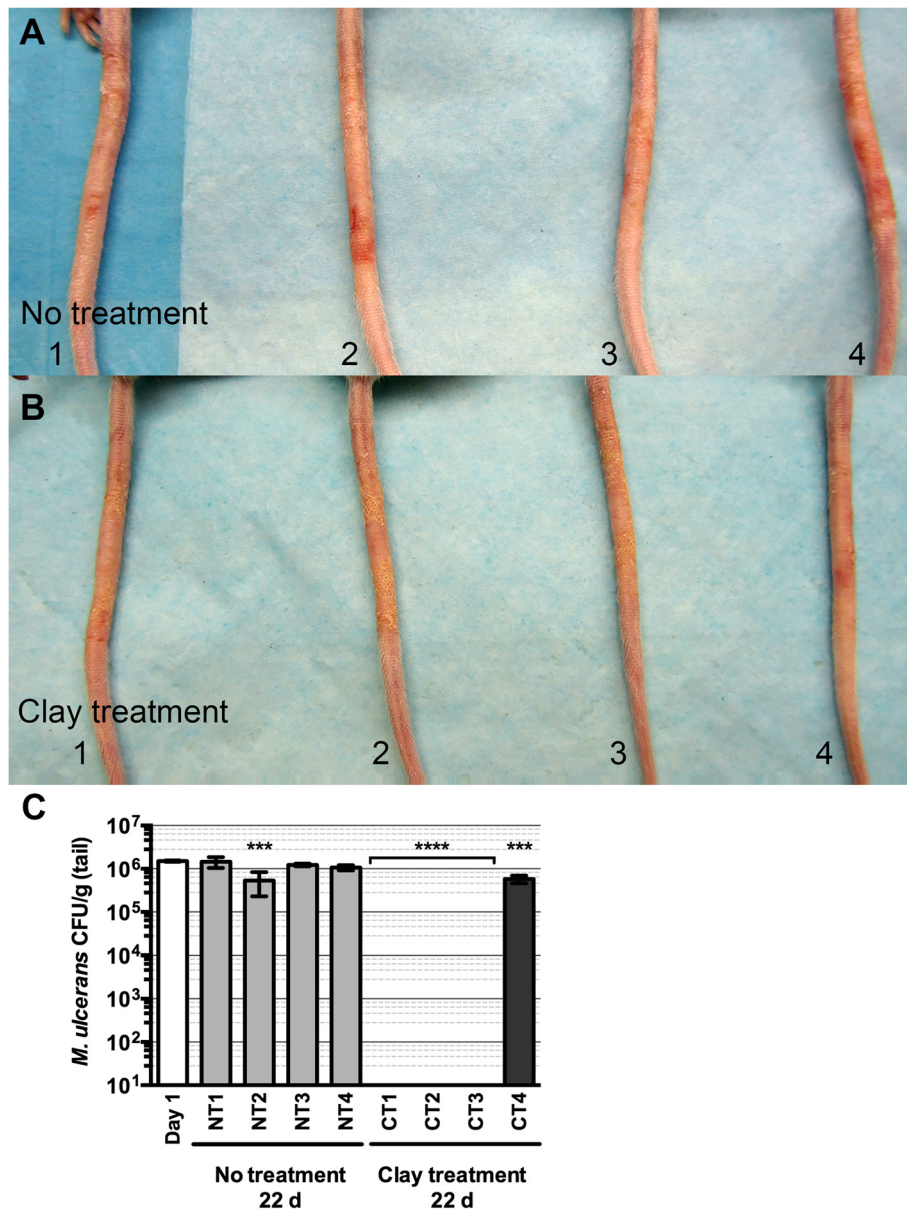 A
No treatment
1 2 3 4
B
Clay treatment
1 2 3 4
C
M. ulcerans CFU/g (tail)
10⁷
10⁶
10⁵
10⁴
10³
10²
10¹
*** **** ***
Day 1 NT1 NT2 NT3 NT4 CT1 CT2 CT3 CT4
No treatment Clay treatment
22 d 22 d